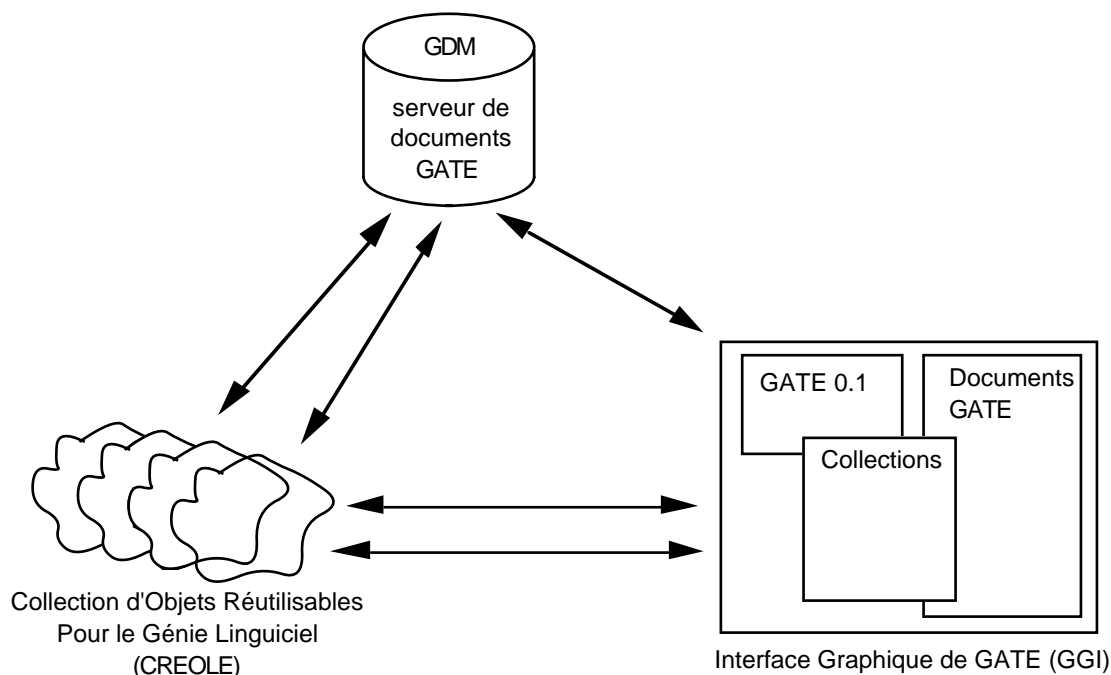 GDM
serveur de
documents
GATE
GATE 0.1
Documents
GATE
Collections
Collection d'Objets Réutilisables
Pour le Génie Linguiciel
(CREOLE)
Interface Graphique de GATE (GGI)